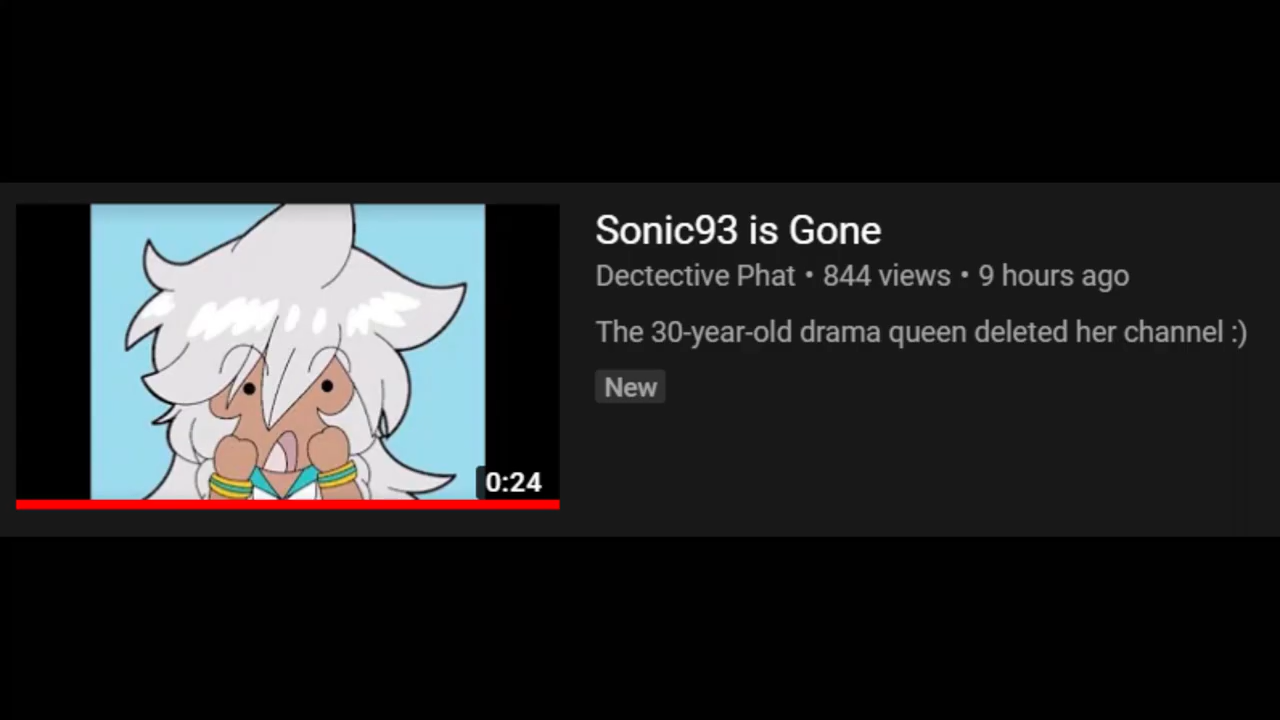 Sonic93 is Gone
Dectective Phat • 844 views • 9 hours ago
The 30-year-old drama queen deleted her channel :)
New
0:24